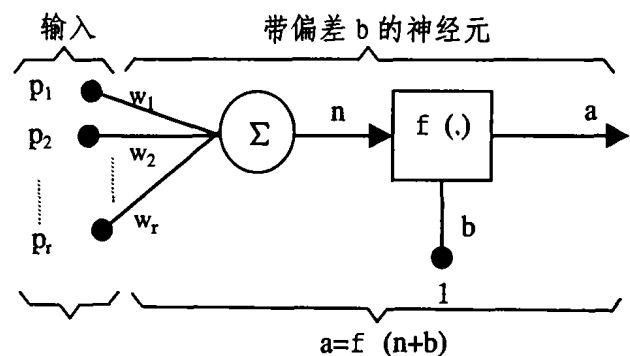 输入 带偏差 b 的神经元
p₁ w₁
p₂ w₂ Σ n f (.) a
pᵣ wᵣ b
1
a=f (n+b)